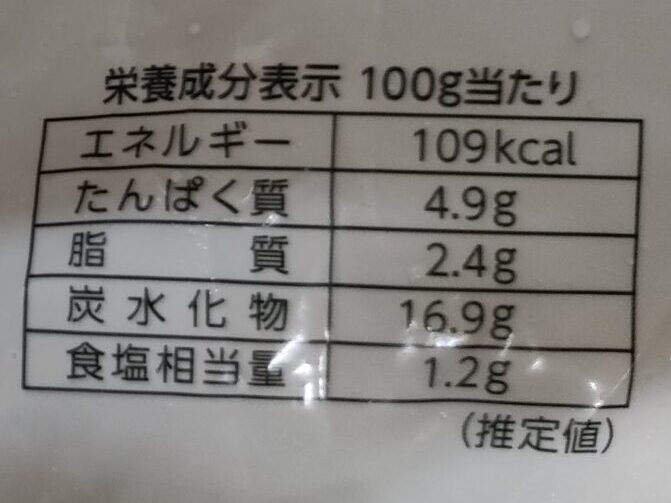 栄養成分表示 100g当たり
エネルギー 109kcal
たんぱく質 4.9g
脂質 2.4g
炭水化物 16.9g
食塩相当量 1.2g
(推定値)